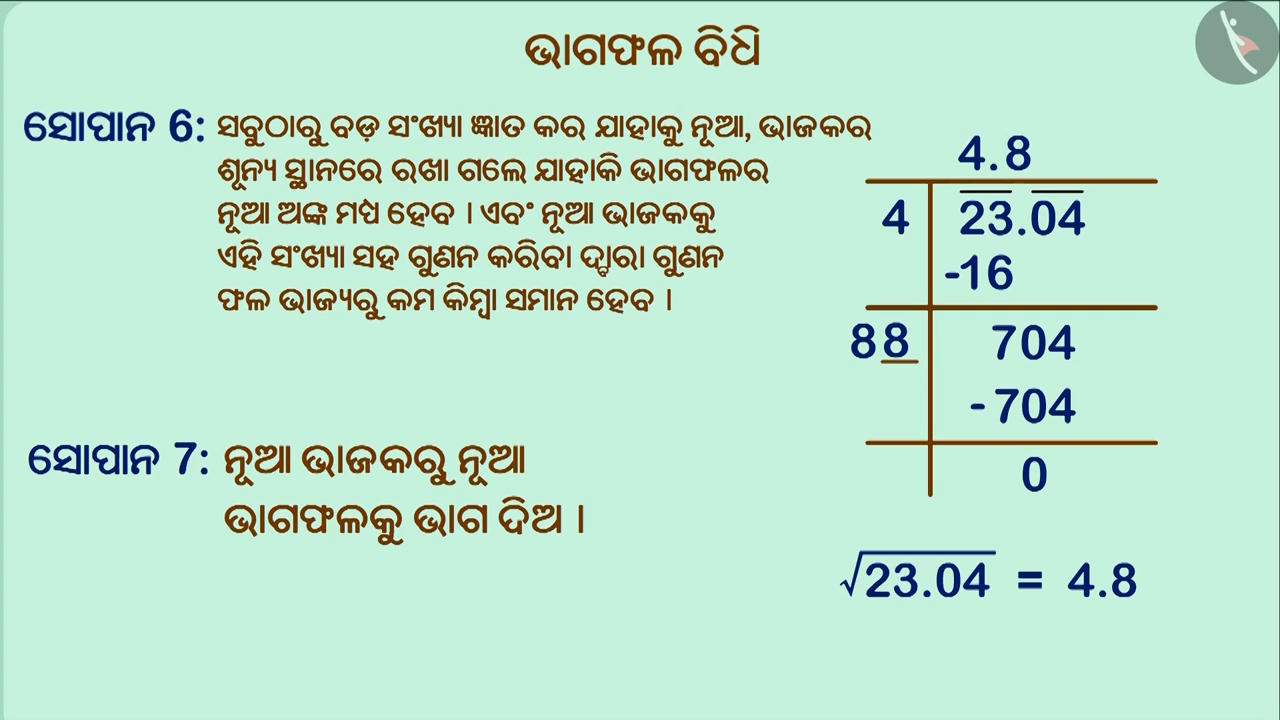 ଭାଗଫଳ ବିଧି
ସୋପାନ 6: ସବୁଠାରୁ ବଡ଼ ସଂଖ୍ୟା ଜ୍ଞାତ କର ଯାହାକୁ ନୂଆ, ଭାଜକର
ଶୂନ୍ୟ ସ୍ଥାନରେ ରଖା ଗଲେ ଯାହାକି ଭାଗଫଳର
ନୂଆ ଅଙ୍କ ମଧ୍ୟ ହେବ । ଏବଂ ନୂଆ ଭାଜକକୁ
ଏହି ସଂଖ୍ୟା ସହ ଗୁଣନ କରିବା ଦ୍ବାରା ଗୁଣନ
ଫଳ ଭାଜ୍ୟରୁ କମ କିମ୍ବା ସମାନ ହେବ ।
ସୋପାନ 7: ନୂଆ ଭାଜକରୁ ନୂଆ
ଭାଗଫଳକୁ ଭାଗ ଦିଅ ।
4.8
4 23.04
-16
88 704
-704
0
√23.04 = 4.8